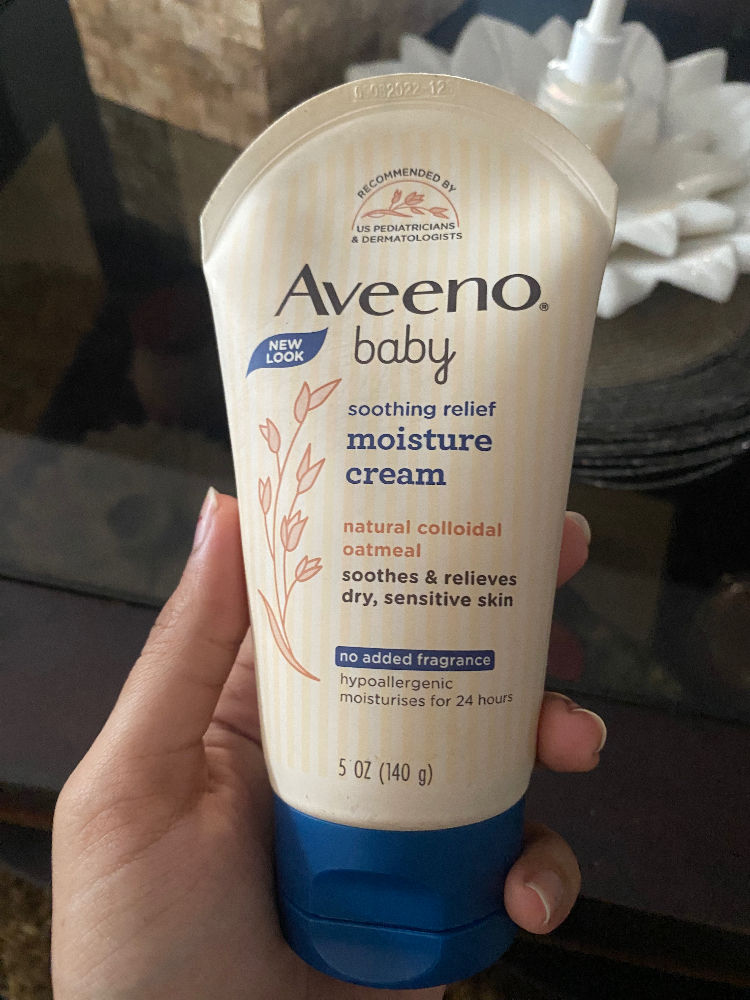 RECOMMENDED BY
US PEDIATRICIANS
& DERMATOLOGISTS
Aveeno®
baby
NEW
LOOK
soothing relief
moisture
cream
natural colloidal
oatmeal
soothes & relieves
dry, sensitive skin
no added fragrance
hypoallergenic
moisturises for 24 hours
5 OZ (140 g)